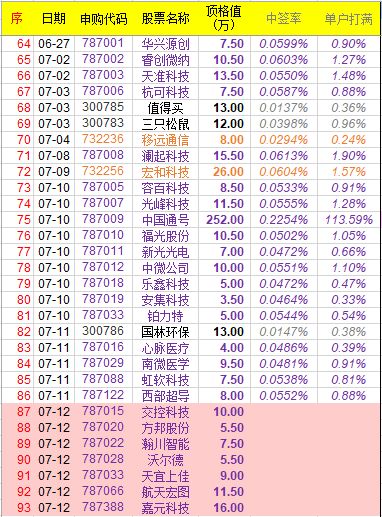 序 日期 申购代码 股票名称 顶格值(万) 中签率 单户打满
64 06-27 787001 华兴源创 7.50 0.0599% 0.90%
65 07-02 787002 睿创微纳 10.50 0.0603% 1.27%
66 07-02 787003 天准科技 13.50 0.0550% 1.48%
67 07-03 787006 杭可科技 7.50 0.0587% 0.88%
68 07-03 300785 值得买 13.00 0.0137% 0.36%
69 07-03 300783 三只松鼠 12.00 0.0398% 0.96%
70 07-04 732236 移远通信 8.00 0.0294% 0.24%
71 07-08 787008 澜起科技 15.50 0.0613% 1.90%
72 07-09 732256 宏和科技 26.00 0.0604% 1.57%
73 07-10 787005 容百科技 8.50 0.0533% 0.91%
74 07-10 787007 光峰科技 11.50 0.0555% 1.28%
75 07-10 787009 中国通号 252.00 0.2254% 113.59%
76 07-10 787010 福光股份 10.50 0.0502% 1.05%
77 07-10 787011 新光光电 7.00 0.0472% 0.66%
78 07-10 787012 中微公司 10.00 0.0551% 1.10%
79 07-10 787018 乐鑫科技 5.00 0.0472% 0.47%
80 07-10 787019 安集科技 3.50 0.0464% 0.33%
81 07-10 787033 铂力特 5.00 0.0544% 0.54%
82 07-11 300786 国林环保 13.00 0.0147% 0.38%
83 07-11 787016 心脉医疗 4.00 0.0486% 0.39%
84 07-11 787029 南微医学 9.50 0.0481% 0.91%
85 07-11 787088 虹软科技 7.50 0.0538% 0.81%
86 07-11 787122 西部超导 8.00 0.0552% 0.88%
87 07-12 787015 交控科技 10.00
88 07-12 787020 方邦股份 5.50
89 07-12 787022 瀚川智能 7.50
90 07-12 787028 沃尔德 5.50
91 07-12 787033 天宜上佳 9.00
92 07-12 787066 航天宏图 11.50
93 07-12 787388 嘉元科技 16.00